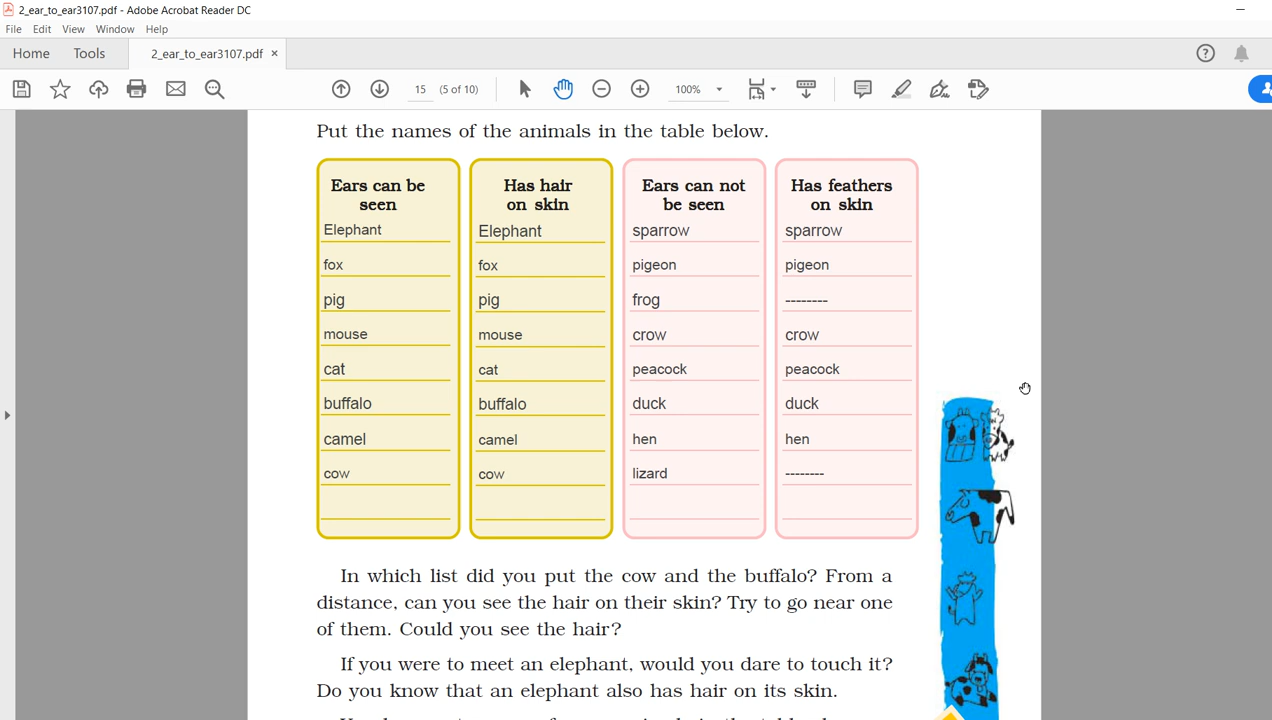 2_ear_to_ear3107.pdf - Adobe Acrobat Reader DC
File Edit View Window Help
Home Tools 2_ear_to_ear3107.pdf ×
15 (5 of 10) 100%
Put the names of the animals in the table below.
Ears can be seen
Elephant
fox
pig
mouse
cat
buffalo
camel
cow
Has hair on skin
Elephant
fox
pig
mouse
cat
buffalo
camel
cow
Ears can not be seen
sparrow
pigeon
frog
crow
peacock
duck
hen
lizard
Has feathers on skin
sparrow
pigeon
--------
crow
peacock
duck
hen
--------
In which list did you put the cow and the buffalo? From a
distance, can you see the hair on their skin? Try to go near one
of them. Could you see the hair?
If you were to meet an elephant, would you dare to touch it?
Do you know that an elephant also has hair on its skin.